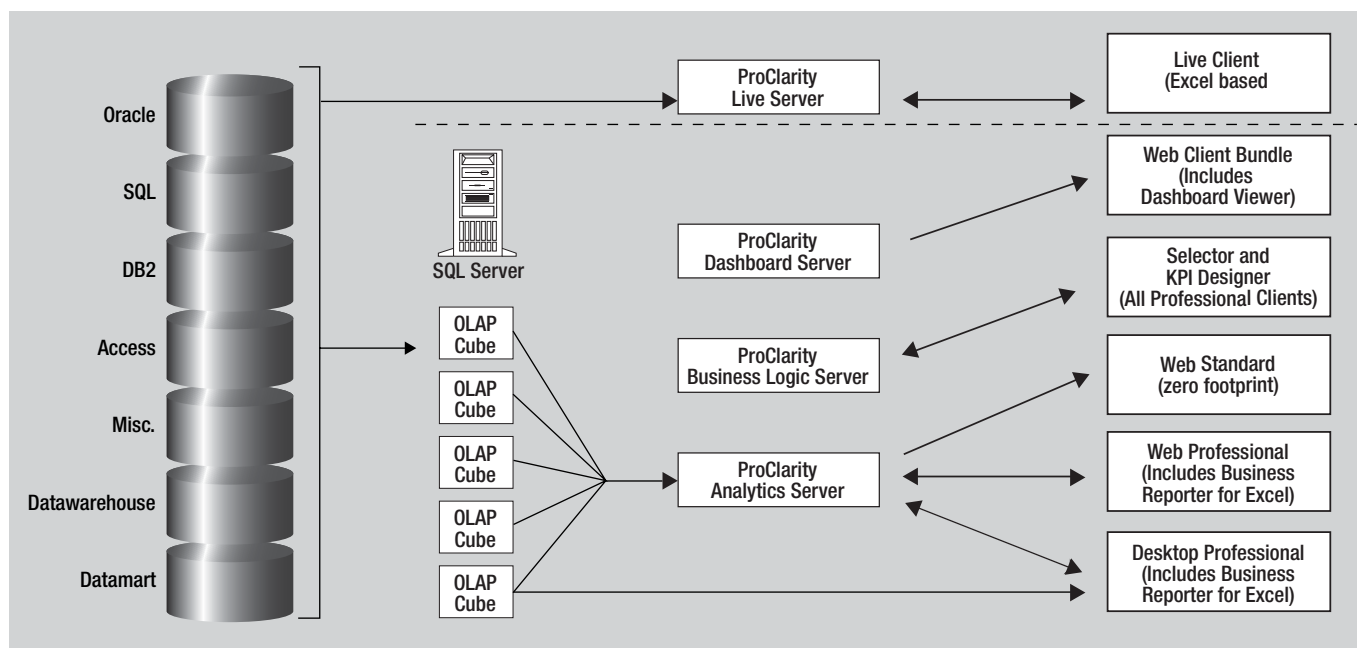 Oracle
SQL
DB2
Access
Misc.
Datawarehouse
Datamart
SQL Server
OLAP
Cube
OLAP
Cube
OLAP
Cube
OLAP
Cube
OLAP
Cube
ProClarity
Live Server
ProClarity
Dashboard Server
ProClarity
Business Logic Server
ProClarity
Analytics Server
Live Client
(Excel based
Web Client Bundle
(Includes
Dashboard Viewer)
Selector and
KPI Designer
(All Professional Clients)
Web Standard
(zero footprint)
Web Professional
(Includes Business
Reporter for Excel)
Desktop Professional
(Includes Business
Reporter for Excel)